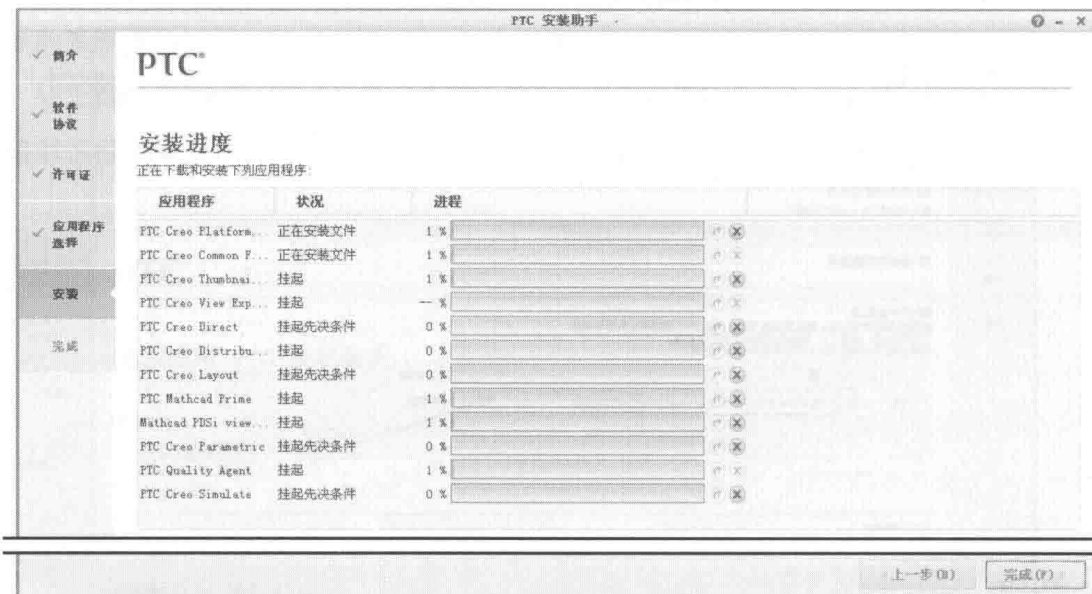 PTC 安装助手
简介
PTC®
软件
协议
安装进度
许可证
正在下载和安装下列应用程序:
应用程序 状况 进程
应用程序
选择
PTC Creo Platform... 正在安装文件 1 %
PTC Creo Common F... 正在安装文件 1 %
PTC Creo Thumbnai... 挂起 1 %
安装
PTC Creo View Exp... 挂起 -- %
PTC Creo Direct 挂起先决条件 0 %
完成
PTC Creo Distribu... 挂起 0 %
PTC Creo Layout 挂起先决条件 0 %
PTC Mathcad Prime 挂起 1 %
Mathcad PDSi view... 挂起 1 %
PTC Creo Parametric 挂起先决条件 0 %
PTC Quality Agent 挂起 1 %
PTC Creo Simulate 挂起先决条件 0 %
上一步(B) 完成(F)